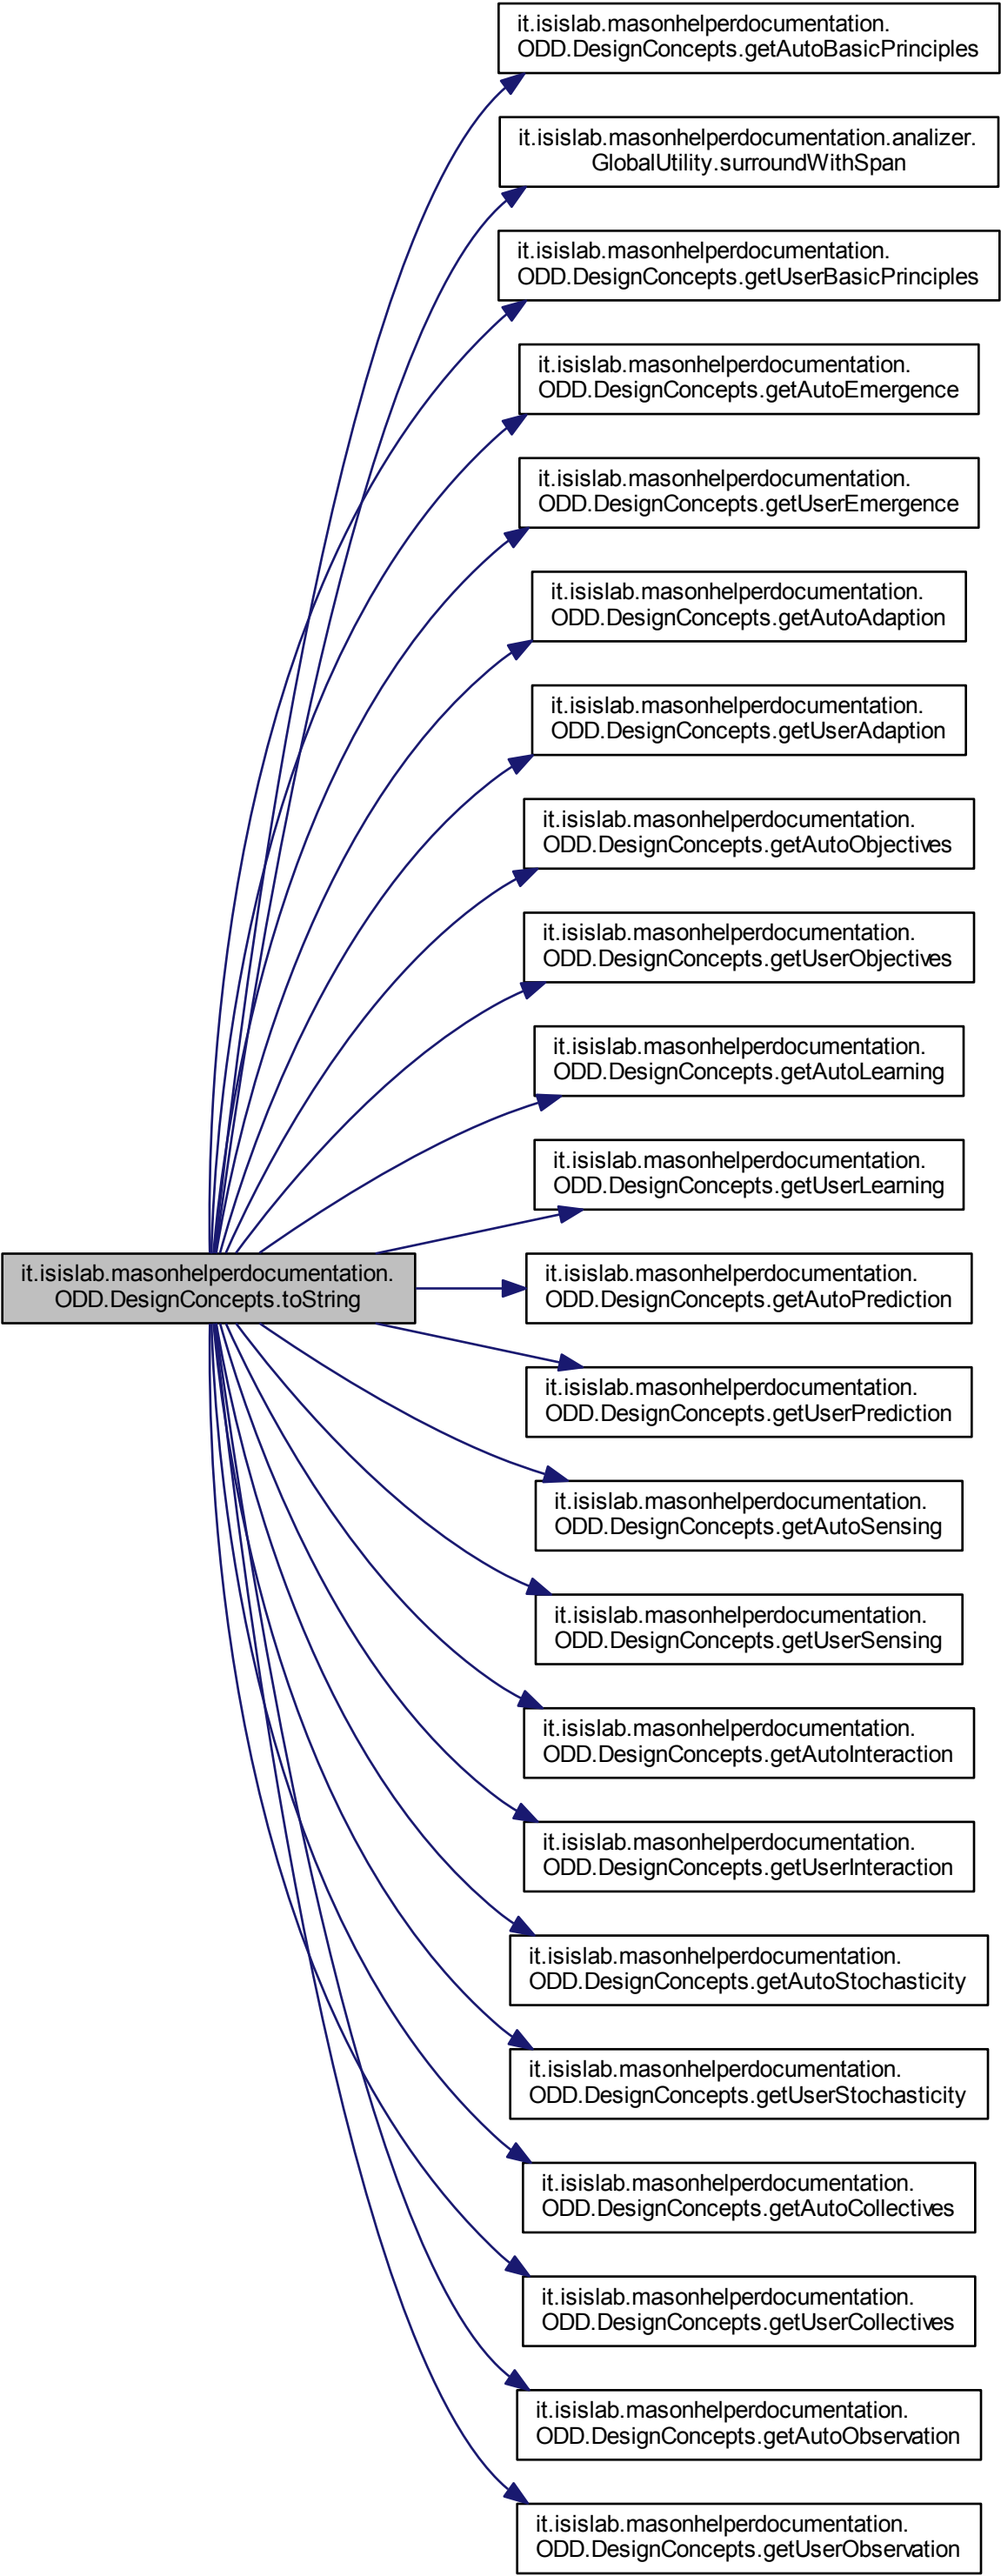 it.isislab.masonhelperdocumentation.
ODD.DesignConcepts.getAutoBasicPrinciples
it.isislab.masonhelperdocumentation.analizer.
GlobalUtility.surroundWithSpan
it.isislab.masonhelperdocumentation.
ODD.DesignConcepts.getUserBasicPrinciples
it.isislab.masonhelperdocumentation.
ODD.DesignConcepts.getAutoEmergence
it.isislab.masonhelperdocumentation.
ODD.DesignConcepts.getUserEmergence
it.isislab.masonhelperdocumentation.
ODD.DesignConcepts.getAutoAdaption
it.isislab.masonhelperdocumentation.
ODD.DesignConcepts.getUserAdaption
it.isislab.masonhelperdocumentation.
ODD.DesignConcepts.getAutoObjectives
it.isislab.masonhelperdocumentation.
ODD.DesignConcepts.getUserObjectives
it.isislab.masonhelperdocumentation.
ODD.DesignConcepts.getAutoLearning
it.isislab.masonhelperdocumentation.
ODD.DesignConcepts.getUserLearning
it.isislab.masonhelperdocumentation.
ODD.DesignConcepts.toString
it.isislab.masonhelperdocumentation.
ODD.DesignConcepts.getAutoPrediction
it.isislab.masonhelperdocumentation.
ODD.DesignConcepts.getUserPrediction
it.isislab.masonhelperdocumentation.
ODD.DesignConcepts.getAutoSensing
it.isislab.masonhelperdocumentation.
ODD.DesignConcepts.getUserSensing
it.isislab.masonhelperdocumentation.
ODD.DesignConcepts.getAutoInteraction
it.isislab.masonhelperdocumentation.
ODD.DesignConcepts.getUserInteraction
it.isislab.masonhelperdocumentation.
ODD.DesignConcepts.getAutoStochasticity
it.isislab.masonhelperdocumentation.
ODD.DesignConcepts.getUserStochasticity
it.isislab.masonhelperdocumentation.
ODD.DesignConcepts.getAutoCollectives
it.isislab.masonhelperdocumentation.
ODD.DesignConcepts.getUserCollectives
it.isislab.masonhelperdocumentation.
ODD.DesignConcepts.getAutoObservation
it.isislab.masonhelperdocumentation.
ODD.DesignConcepts.getUserObservation